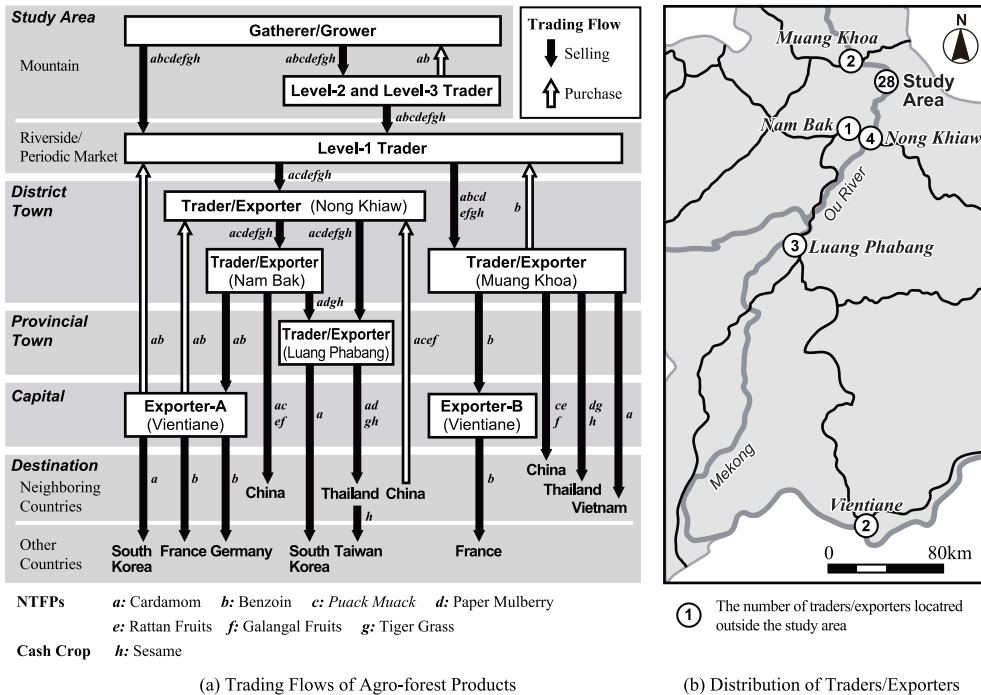 Study Area
Gatherer/Grower
Trading Flow
Selling
Purchase
Mountain
abcdefgh
abcdefgh
ab
Level-2 and Level-3 Trader
abcdefgh
Riverside/
Periodic Market
Level-1 Trader
District
Town
acdefgh
abcd
efgh
b
Trader/Exporter (Nong Khiaw)
acdefgh
acdefgh
Trader/Exporter
(Nam Bak)
Trader/Exporter
(Muang Khoa)
adgh
Provincial
Town
Trader/Exporter
(Luang Phabang)
ab
ab
ab
acef
b
Capital
Exporter-A
(Vientiane)
Exporter-B
(Vientiane)
ac
ef
a
ad
gh
ce
f
dg
h
a
Destination
Neighboring
Countries
a
b
b
b
China
Thailand
China
China
Thailand
Vietnam
h
Other
Countries
South
Korea
France
Germany
South
Korea
Taiwan
France
NTFPs a: Cardamom b: Benzoin c: Puack Muack d: Paper Mulberry
e: Rattan Fruits f: Galangal Fruits g: Tiger Grass
Cash Crop h: Sesame
(a) Trading Flows of Agro-forest Products
N
Muang Khoa
2
28
Study
Area
Nam Bak
1
4
Nong Khiaw
Ou River
3
Luang Phabang
Mekong
Vientiane
2
0 80km
1 The number of traders/exporters locatred
outside the study area
(b) Distribution of Traders/Exporters